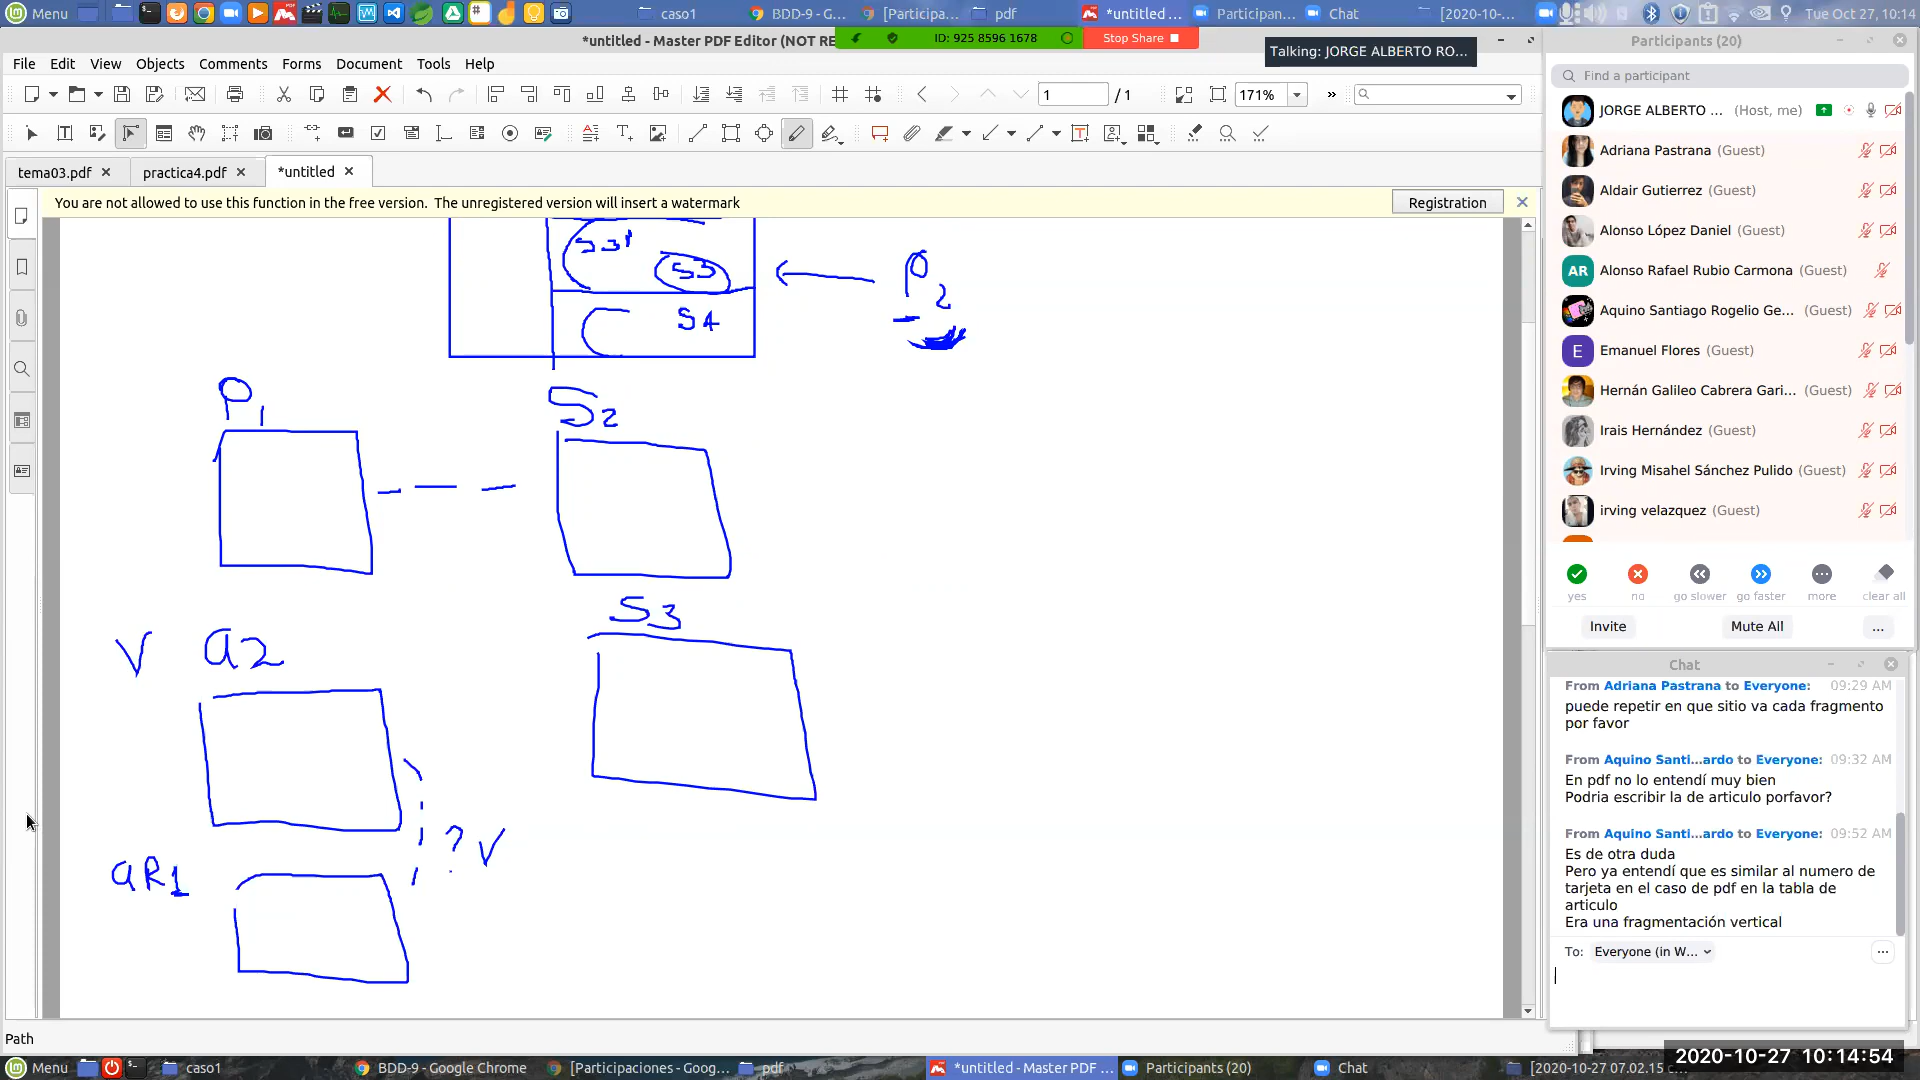 Menu
caso1
BDD-9 - G...
[Participa...
pdf
*untitled ...
Participan...
Chat
[2020-10-...
Tue Oct 27, 10:14
*untitled - Master PDF Editor (NOT RE
ID: 925 8596 1678
Stop Share
Talking: JORGE ALBERTO RO...
File Edit View Objects Comments Forms Document Tools Help
1 / 1
171%
tema03.pdf
practica4.pdf
*untitled
You are not allowed to use this function in the free version. The unregistered version will insert a watermark
Registration
S3'
S3
S4
P2
P1
S2
S3
V a2
? V
aR1
Path
Participants (20)
Find a participant
JORGE ALBERTO ... (Host, me)
Adriana Pastrana (Guest)
Aldair Gutierrez (Guest)
Alonso López Daniel (Guest)
AR Alonso Rafael Rubio Carmona (Guest)
Aquino Santiago Rogelio Ge... (Guest)
E Emanuel Flores (Guest)
Hernán Galileo Cabrera Gari... (Guest)
Irais Hernández (Guest)
Irving Misahel Sánchez Pulido (Guest)
irving velazquez (Guest)
yes no go slower go faster more clear all
Invite Mute All ...
Chat
From Adriana Pastrana to Everyone: 09:29 AM
puede repetir en que sitio va cada fragmento
por favor
From Aquino Santi...ardo to Everyone: 09:32 AM
En pdf no lo entendí muy bien
Podria escribir la de articulo porfavor?
From Aquino Santi...ardo to Everyone: 09:52 AM
Es de otra duda
Pero ya entendí que es similar al numero de
tarjeta en el caso de pdf en la tabla de
articulo
Era una fragmentación vertical
To: Everyone (in W...
2020-10-27 10:14:54
Menu
caso1
BDD-9 - Google Chrome
[Participaciones - Goog...
pdf
*untitled - Master PDF ...
Participants (20)
Chat
[2020-10-27 07.02.15 c...